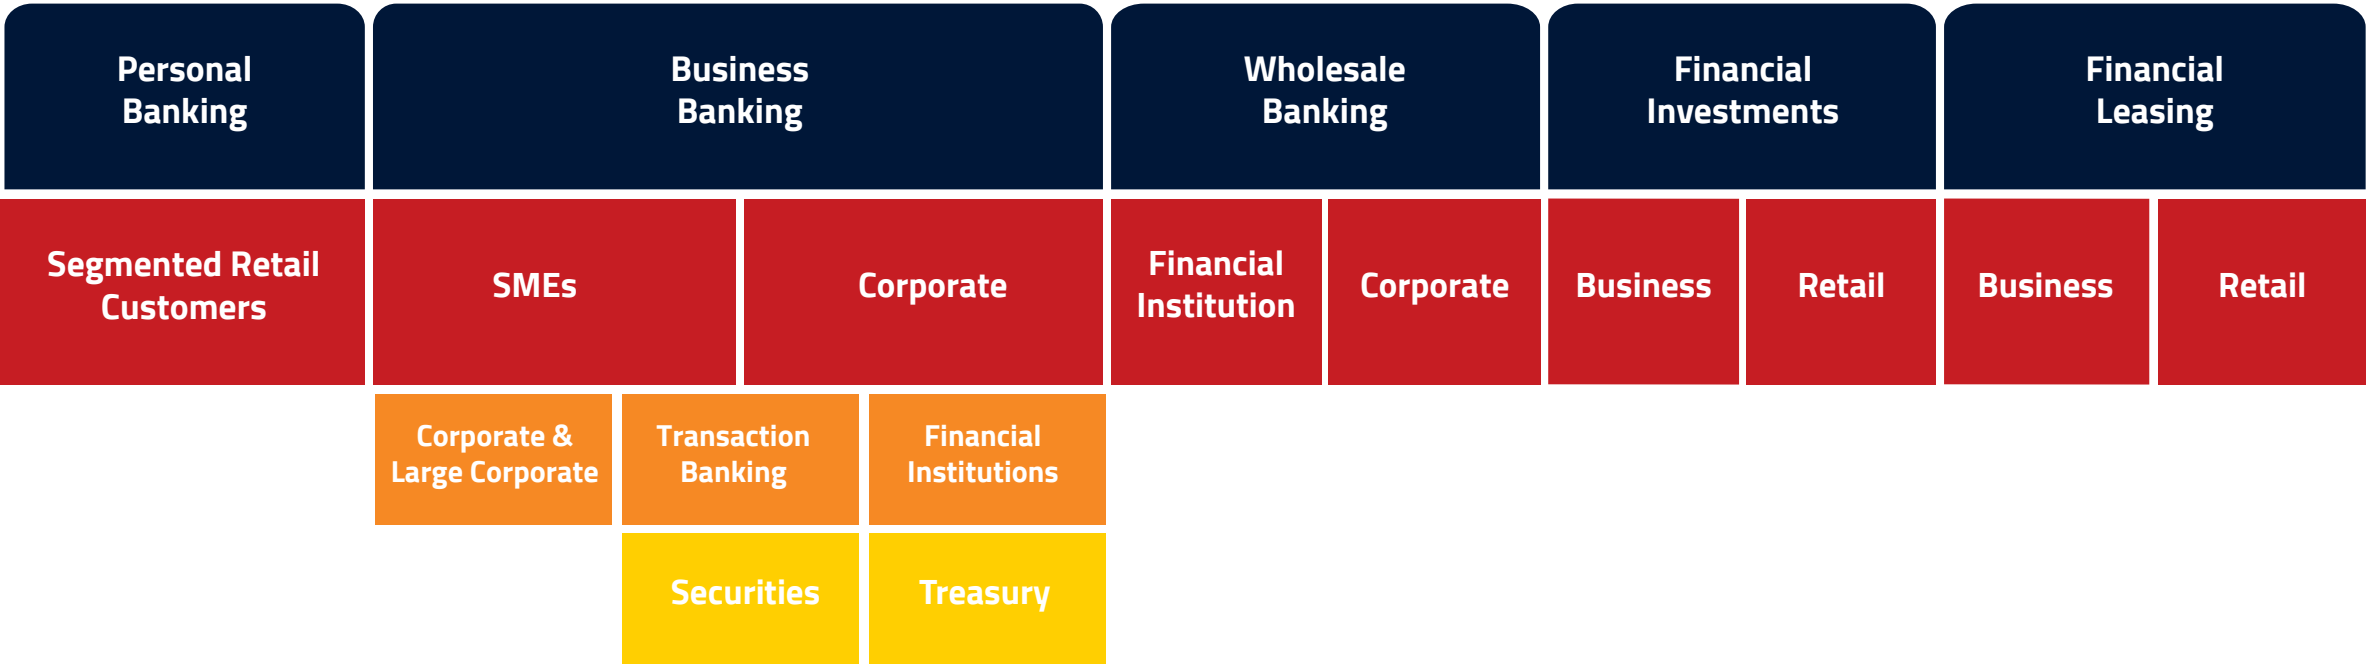 Personal
Banking
Business
Banking
Wholesale
Banking
Financial
Investments
Financial
Leasing
Segmented Retail
Customers
SMEs
Corporate
Financial
Institution
Corporate
Business
Retail
Business
Retail
Corporate &
Large Corporate
Transaction
Banking
Financial
Institutions
Securities
Treasury